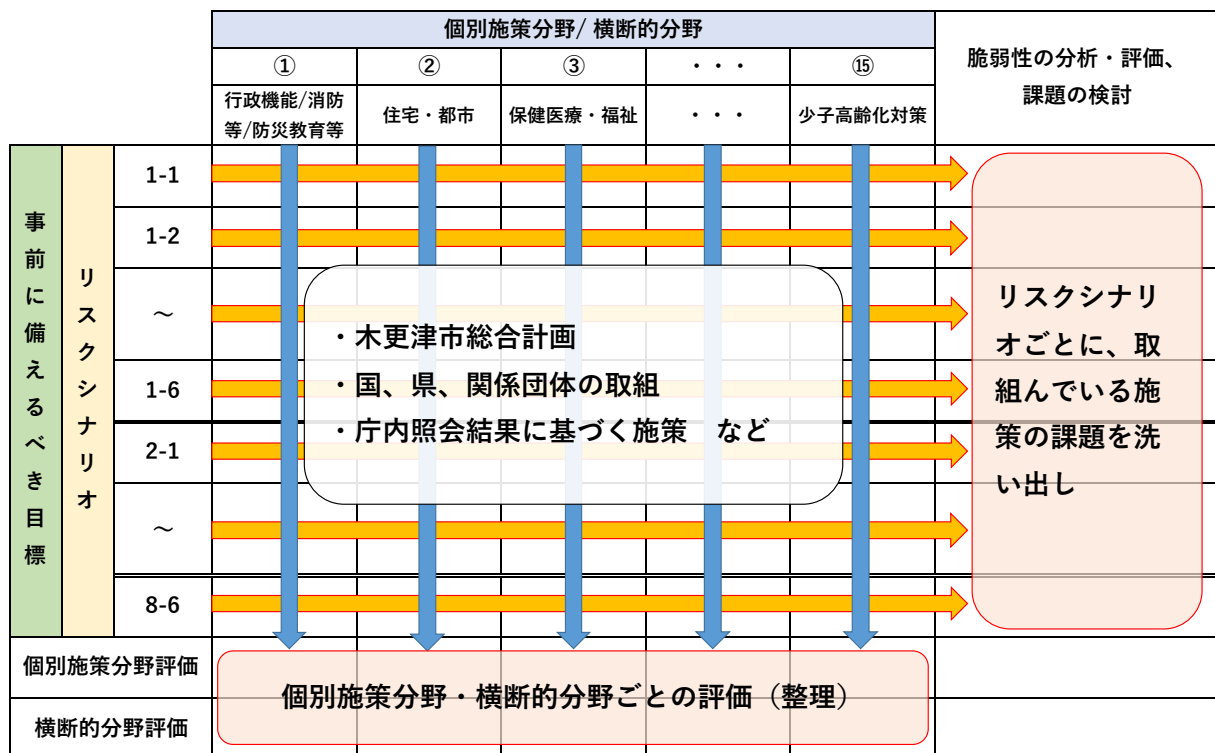 個別施策分野/ 横断的分野
脆弱性の分析・評価、
課題の検討
①
②
③
・・・
⑮
行政機能/消防
等/防災教育等
住宅・都市
保健医療・福祉
・・・
少子高齢化対策
事前に備えるべき目標
リスクシナリオ
1-1
1-2
～
1-6
2-1
～
8-6
・木更津市総合計画
・国、県、関係団体の取組
・庁内照会結果に基づく施策　など
リスクシナリ
オごとに、取
組んでいる施
策の課題を洗
い出し
個別施策分野評価
横断的分野評価
個別施策分野・横断的分野ごとの評価（整理）